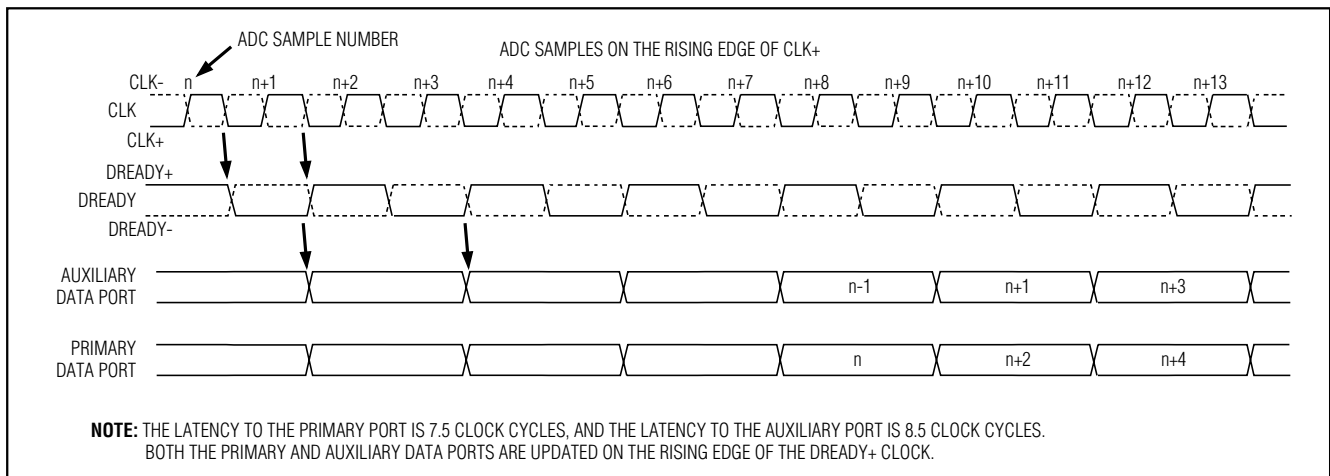 ADC SAMPLE NUMBER
ADC SAMPLES ON THE RISING EDGE OF CLK+
CLK- n n+1 n+2 n+3 n+4 n+5 n+6 n+7 n+8 n+9 n+10 n+11 n+12 n+13
CLK
CLK+
DREADY+
DREADY
DREADY-
AUXILIARY
DATA PORT
n-1 n+1 n+3
PRIMARY
DATA PORT
n n+2 n+4
NOTE: THE LATENCY TO THE PRIMARY PORT IS 7.5 CLOCK CYCLES, AND THE LATENCY TO THE AUXILIARY PORT IS 8.5 CLOCK CYCLES.
BOTH THE PRIMARY AND AUXILIARY DATA PORTS ARE UPDATED ON THE RISING EDGE OF THE DREADY+ CLOCK.